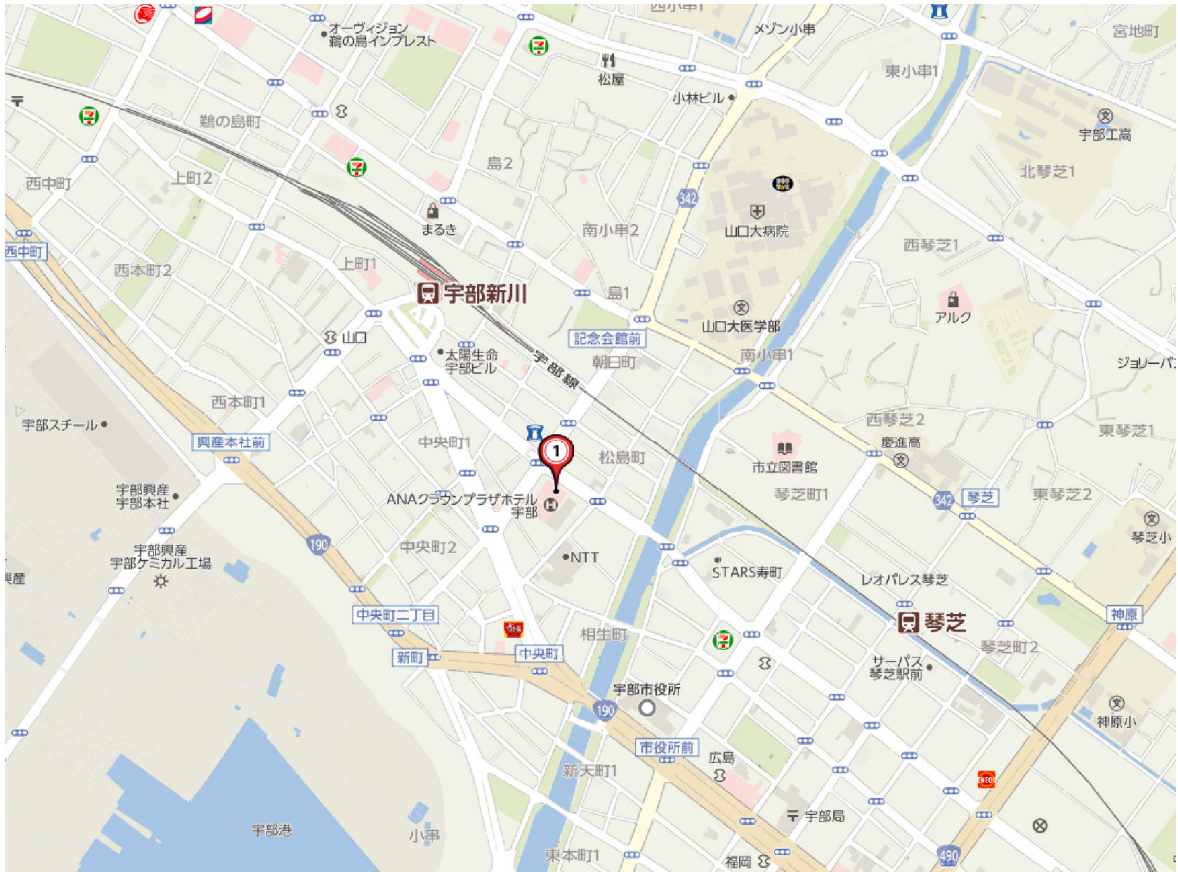 オーヴィジョン
鵜の島インプレスト
西小串1
メゾン小串
宮地町
松屋
東小串1
小林ビル
宇部工高
鵜の島町
島2
北琴芝1
西中町
上町2
342
まるき
南小串2
山口大病院
西琴芝1
西中町
西本町2
上町1
宇部新川
島1
アルク
山口
山口大医学部
記念会館前
太陽生命
宇部ビル
宇部線
朝日町
南小串1
ジョリーパス
西本町1
宇部スチール
中央町1
西琴芝2
東琴芝1
慶進高
興産本社前
1
松島町
市立図書館
宇部興産
宇部本社
ANAクラウンプラザホテル
宇部
琴芝町1
342
琴芝
東琴芝2
190
中央町2
琴芝小
宇部興産
宇部ケミカル工場
NTT
STARS寿町
レオパレス琴芝
興産
中央町二丁目
相生町
琴芝
神原
新町
中央町
琴芝町2
サーパス
琴芝駅前
宇部市役所
190
神原小
市役所前
広島
新天町1
ENEOS
宇部港
小串
宇部局
東本町1
福岡
490